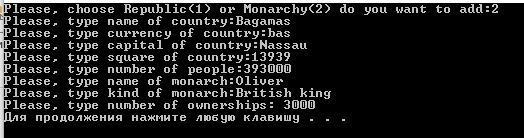 Please, choose Republic(1) or Monarchy(2) do you want to add:2
Please, type name of country:Bagamas
Please, type currency of country:bas
Please, type capital of country:Nassau
Please, type square of country:13939
Please, type number of people:393000
Please, type name of monarch:Oliver
Please, type kind of monarch:British king
Please, type number of ownerships: 3000
Для продолжения нажмите любую клавишу . . .